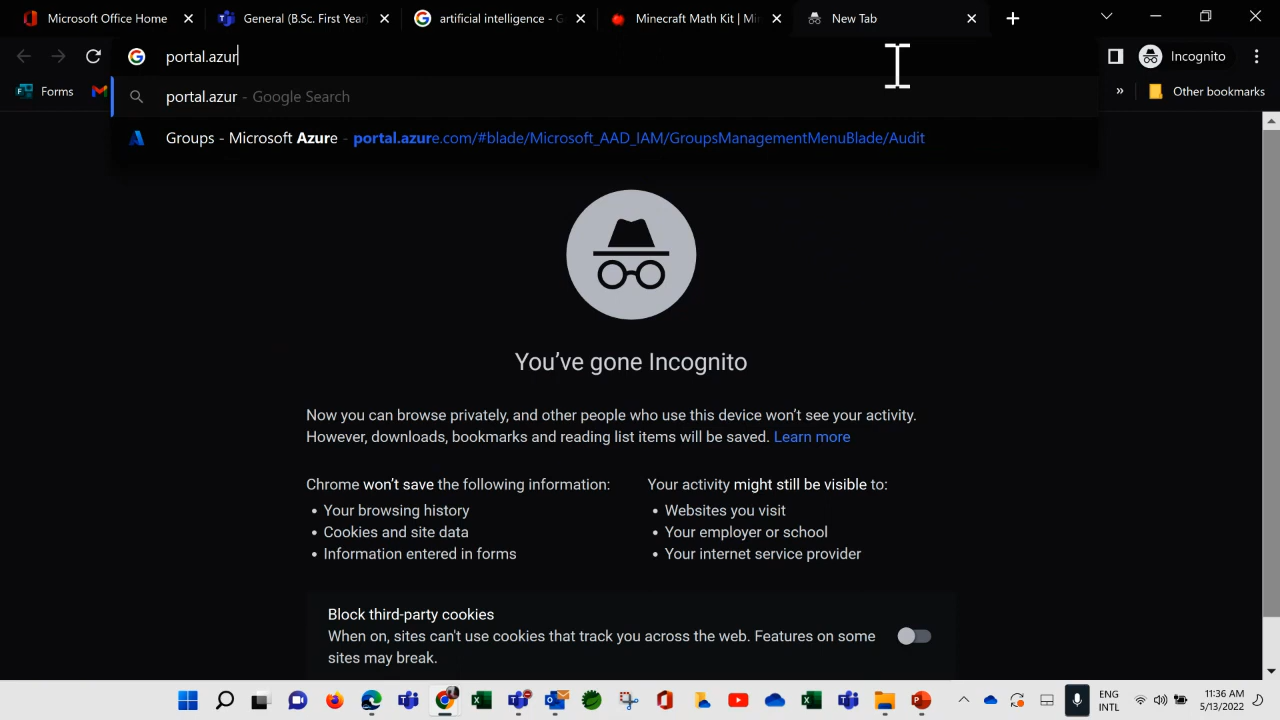 Microsoft Office Home
General (B.Sc. First Year
artificial intelligence - G
Minecraft Math Kit | Mi
New Tab
portal.azur
Incognito
Forms
» Other bookmarks
portal.azur - Google Search
Groups - Microsoft Azure - portal.azure.com/#blade/Microsoft_AAD_IAM/GroupsManagementMenuBlade/Audit
You've gone Incognito
Now you can browse privately, and other people who use this device won't see your activity.
However, downloads, bookmarks and reading list items will be saved. Learn more
Chrome won't save the following information:
• Your browsing history
• Cookies and site data
• Information entered in forms
Your activity might still be visible to:
• Websites you visit
• Your employer or school
• Your internet service provider
Block third-party cookies
When on, sites can't use cookies that track you across the web. Features on some
sites may break.
ENG
INTL
11:36 AM
5/13/2022